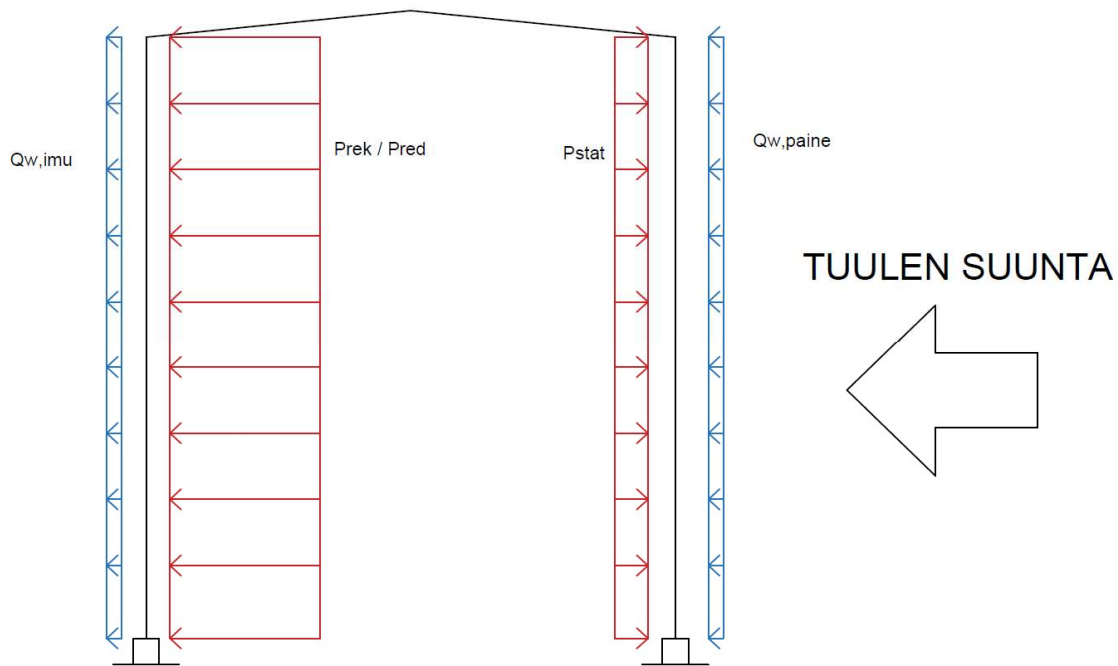 Qw,imu
Prek / Pred
Pstat
Qw,paine
TUULEN SUUNTA